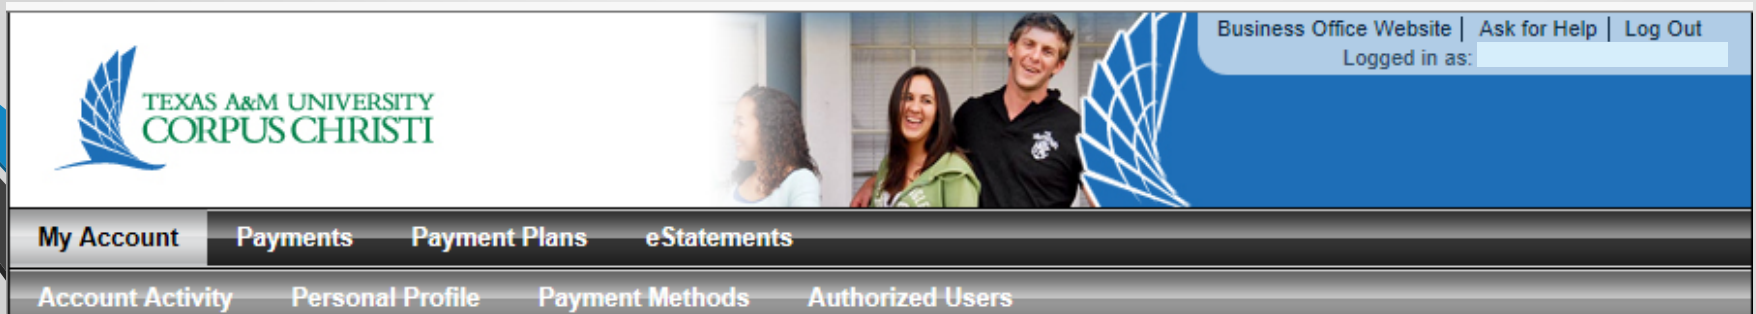 Business Office Website | Ask for Help | Log Out
Logged in as:
TEXAS A&M UNIVERSITY
CORPUS CHRISTI
My Account Payments Payment Plans eStatements
Account Activity Personal Profile Payment Methods Authorized Users